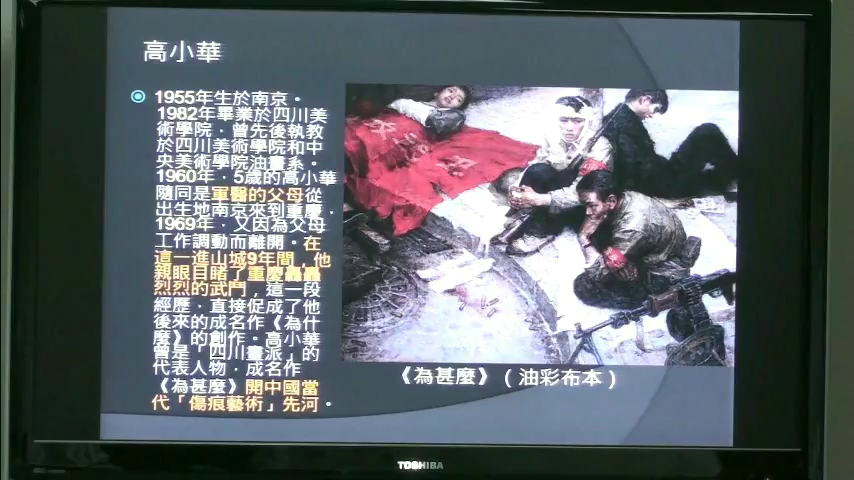 高小華
1955年生於南京。
1982年畢業於四川美
術學院，曾先後執教
於四川美術學院和中
央美術學院油畫系。
1960年，5歲的高小華
隨同是軍醫的父母從
出生地南京來到重慶，
1969年，又因為父母
工作調動而離開。在
這一進山城9年間，他
親眼目睹了重慶轟轟
烈烈的武鬥，這一段
經歷，直接促成了他
後來的成名作《為什
麼》的創作。高小華
曾是「四川畫派」的
代表人物，成名作
《為甚麼》開中國當
代「傷痕藝術」先河。
《為甚麼》（油彩布本）
TOSHIBA